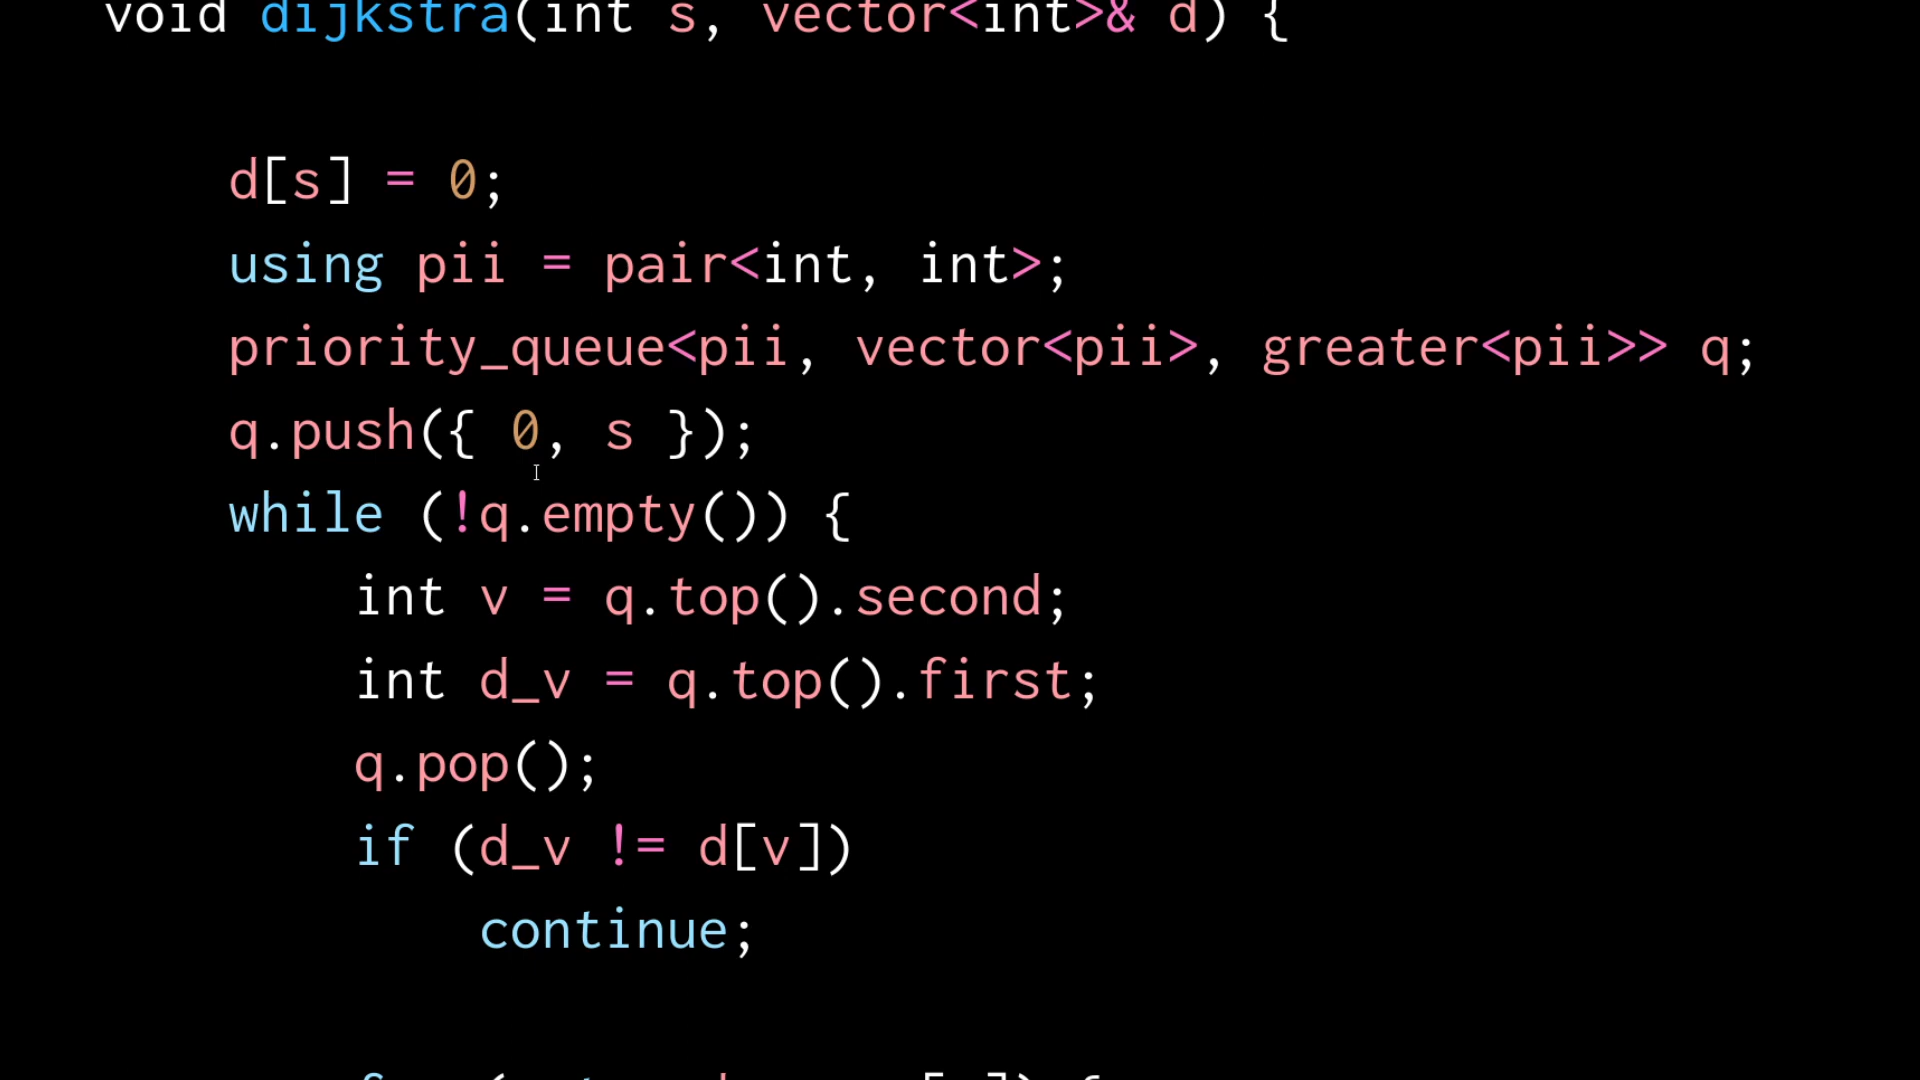 void dijkstra(int s, vector<int>& d) {
d[s] = 0;
using pii = pair<int, int>;
priority_queue<pii, vector<pii>, greater<pii>> q;
q.push({ 0, s });
while (!q.empty()) {
int v = q.top().second;
int d_v = q.top().first;
q.pop();
if (d_v != d[v])
continue;